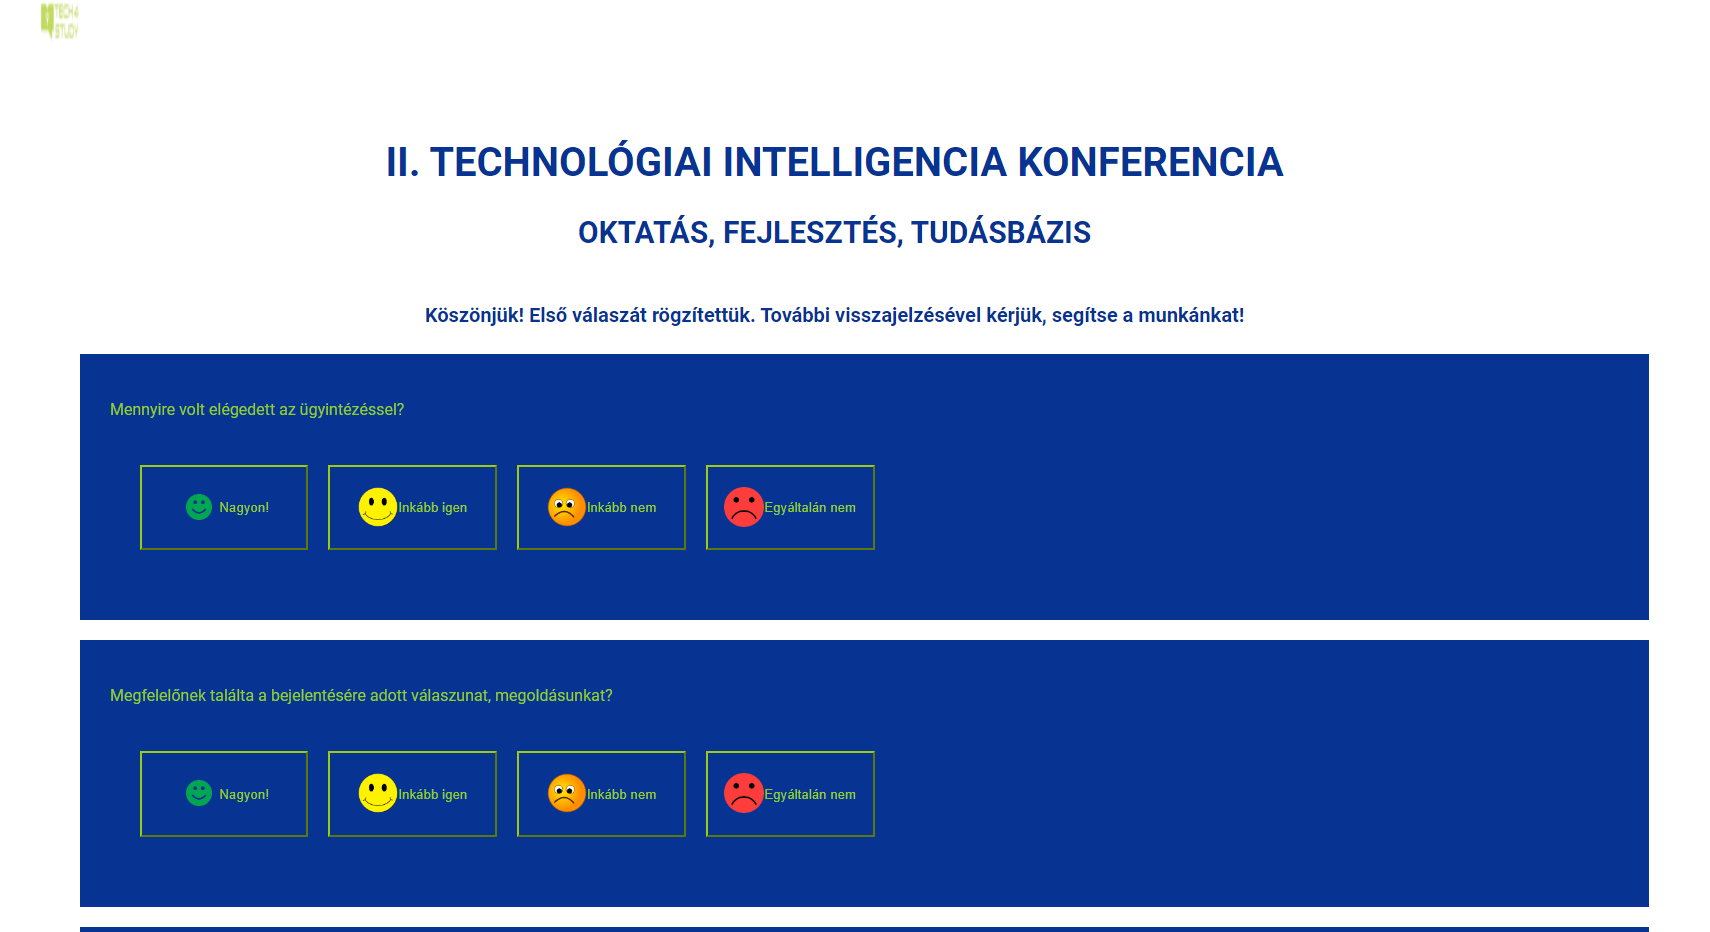 TECH4
STUDY
II. TECHNOLÓGIAI INTELLIGENCIA KONFERENCIA
OKTATÁS, FEJLESZTÉS, TUDÁSBÁZIS
Köszönjük! Első válaszát rögzítettük. További visszajelzésével kérjük, segítse a munkánkat!
Mennyire volt elégedett az ügyintézéssel?
Nagyon! Inkább igen Inkább nem Egyáltalán nem
Megfelelőnek találta a bejelentésére adott válaszunat, megoldásunkat?
Nagyon! Inkább igen Inkább nem Egyáltalán nem